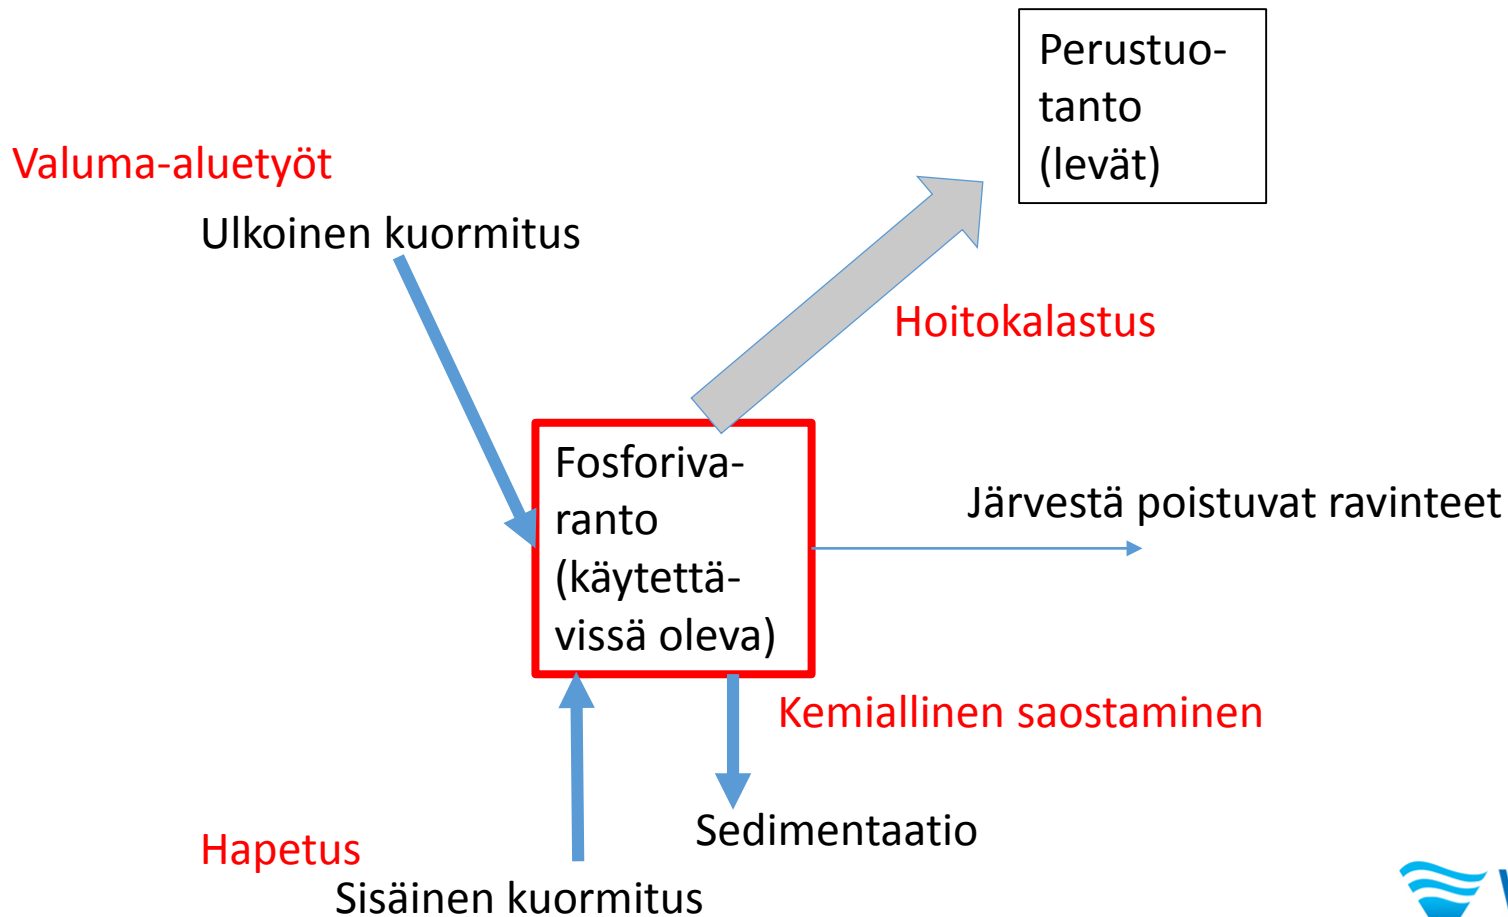 Perustuo-
tanto
(levät)
Valuma-aluetyöt
Ulkoinen kuormitus
Hoitokalastus
Fosforiva-
ranto
(käytettä-
vissä oleva)
Järvestä poistuvat ravinteet
Kemiallinen saostaminen
Sedimentaatio
Hapetus
Sisäinen kuormitus